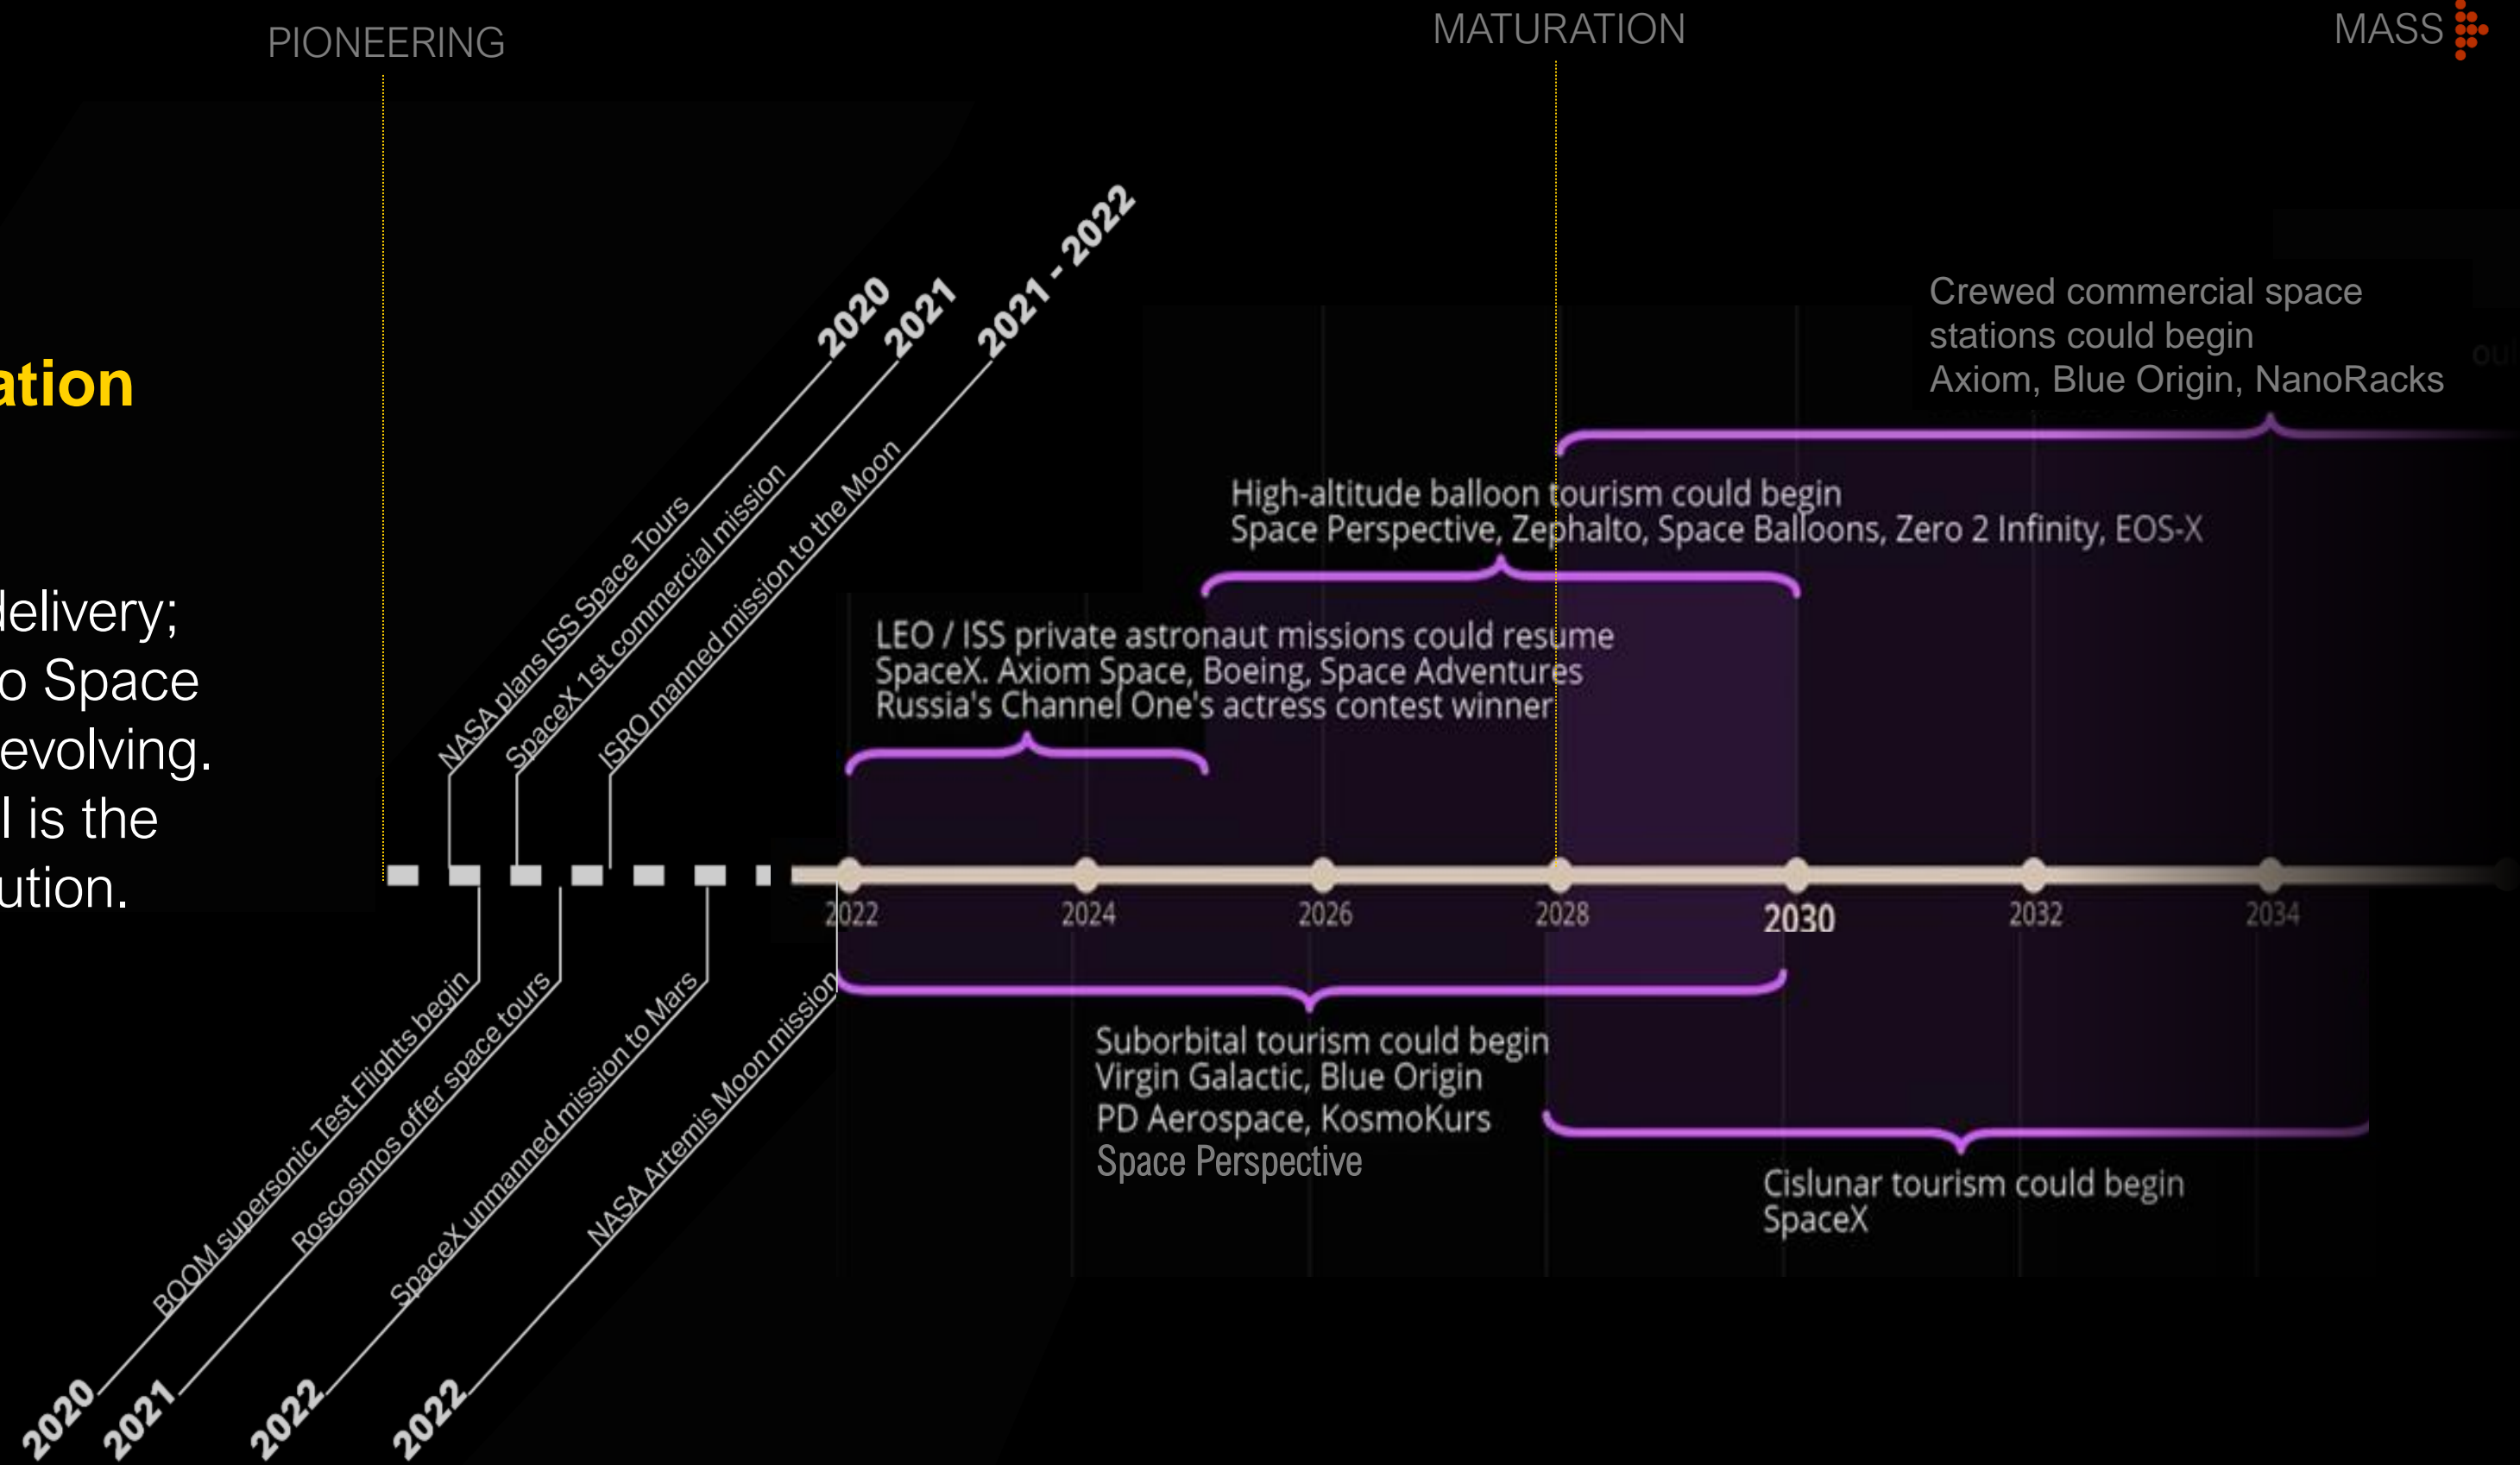 PIONEERING
MATURATION
MASS
ation
delivery;
o Space
evolving.
l is the
ution.
2020
2021
2021 - 2022
NASA plans ISS Space Tours
SpaceX 1st commercial mission
ISRO manned mission to the Moon
Crewed commercial space
stations could begin
Axiom, Blue Origin, NanoRacks
High-altitude balloon tourism could begin
Space Perspective, Zephalto, Space Balloons, Zero 2 Infinity, EOS-X
LEO / ISS private astronaut missions could resume
SpaceX. Axiom Space, Boeing, Space Adventures
Russia's Channel One's actress contest winner
2022
2024
2026
2028
2030
2032
2034
BOOM supersonic Test Flights begin
Roscosmos offer space tours
SpaceX unmanned mission to Mars
NASA Artemis Moon mission
Suborbital tourism could begin
Virgin Galactic, Blue Origin
PD Aerospace, KosmoKurs
Space Perspective
Cislunar tourism could begin
SpaceX
2020
2021
2022
2022